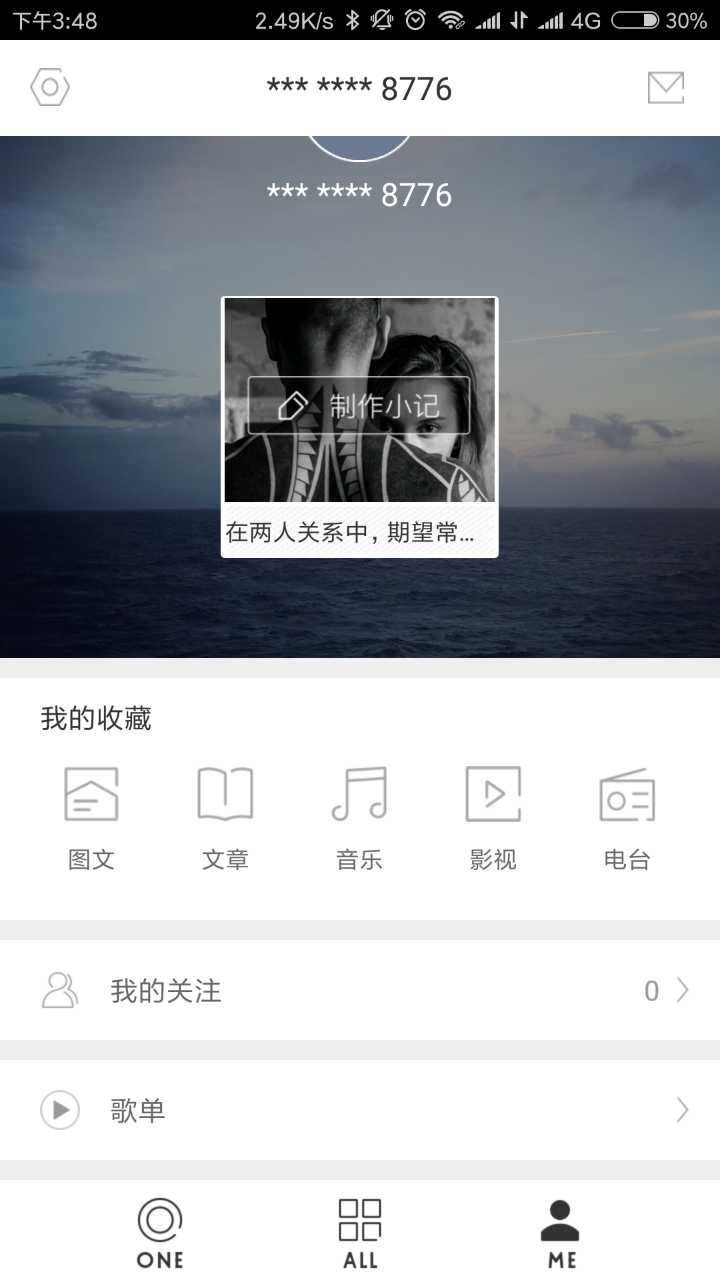 下午3:48 2.49K/s 4G 30%
*** **** 8776
*** **** 8776
制作小记
在两人关系中，期望常...
我的收藏
图文 文章 音乐 影视 电台
我的关注 0
歌单
ONE ALL ME